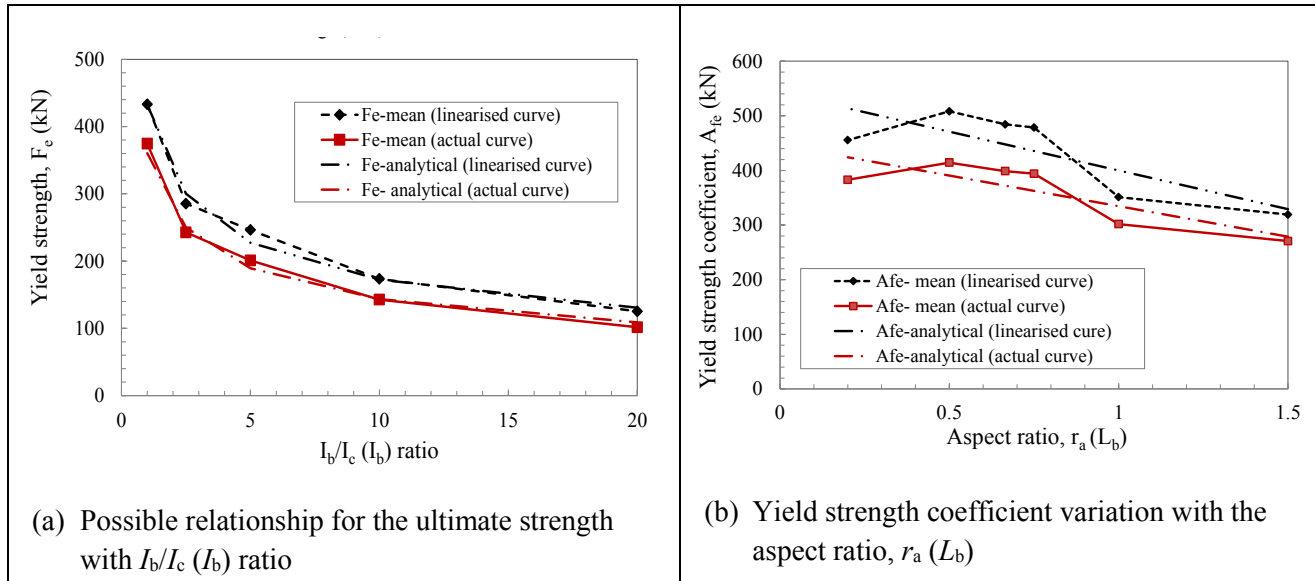 500
400
300
200
100
0
0
5
10
15
20
Yield strength, Fe (kN)
Ib/Ic (Ib) ratio
Fe-mean (linearised curve)
Fe-mean (actual curve)
Fe-analytical (linearised curve)
Fe- analytical (actual curve)
(a) Possible relationship for the ultimate strength
with Ib/Ic (Ib) ratio
600
500
400
300
200
100
0
0
0.5
1
1.5
Yield strength coefficient, Afe (kN)
Aspect ratio, ra (Lb)
Afe- mean (linearised curve)
Afe- mean (actual curve)
Afe-analytical (linearised cure)
Afe-analytical (actual curve)
(b) Yield strength coefficient variation with the
aspect ratio, ra (Lb)